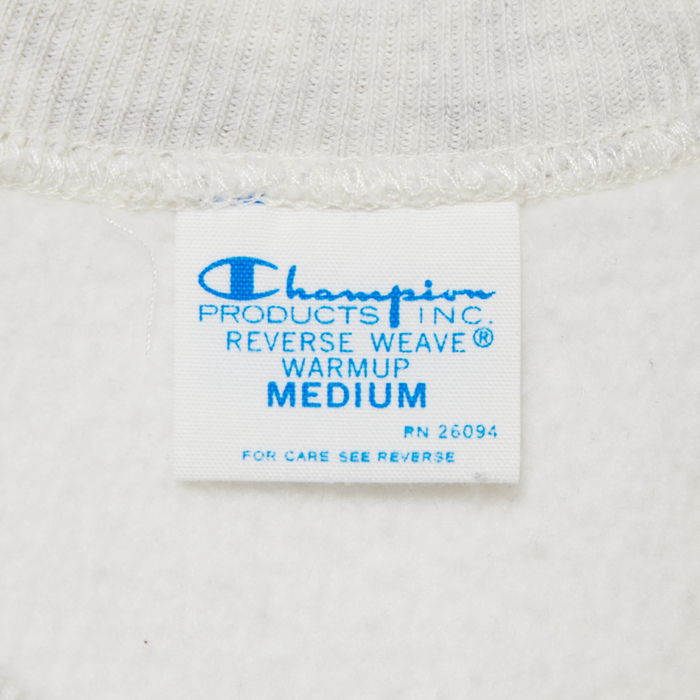 Champion
PRODUCTS INC.
REVERSE WEAVE®
WARMUP
MEDIUM
RN 26094
FOR CARE SEE REVERSE